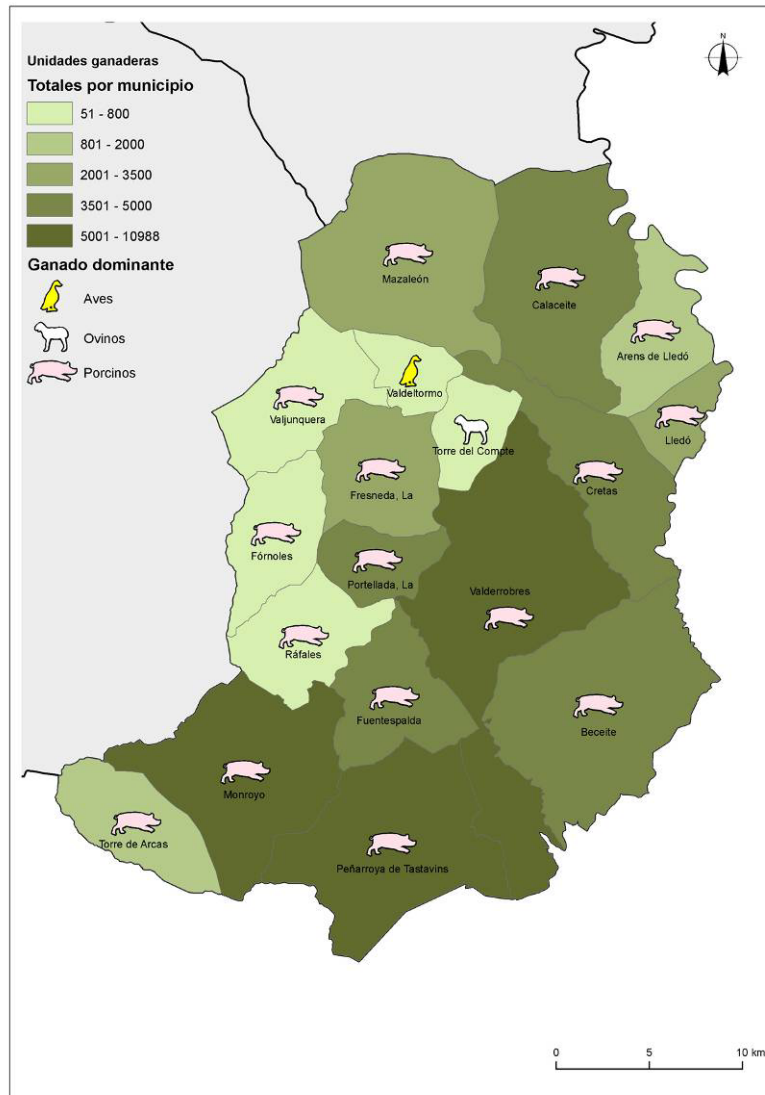 N
Unidades ganaderas
Totales por municipio
51 - 800
801 - 2000
2001 - 3500
3501 - 5000
5001 - 10988
Ganado dominante
Aves
Ovinos
Porcinos
Mazaleón
Calaceite
Arens de Lledó
Valdeltormo
Valjunquera
Torre del Compte
Lledó
Fresneda, La
Cretas
Fórnoles
Portellada, La
Valderrobres
Ráfales
Fuentespalda
Beceite
Monroyo
Torre de Arcas
Peñarroya de Tastavins
0 5 10 km